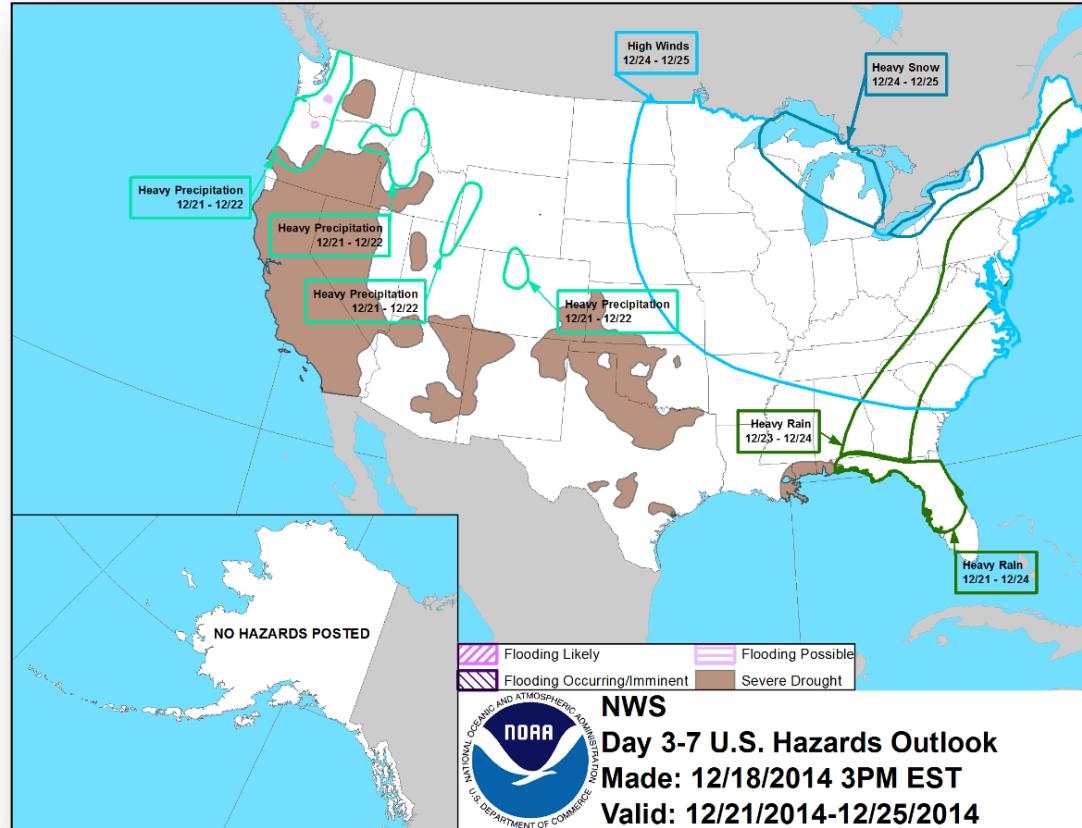 High Winds
12/24 - 12/25
Heavy Snow
12/24 - 12/25
Heavy Precipitation
12/21 - 12/22
Heavy Precipitation
12/21 - 12/22
Heavy Precipitation
12/21 - 12/22
Heavy Precipitation
12/21 - 12/22
Heavy Rain
12/23 - 12/24
Heavy Rain
12/21 - 12/24
NO HAZARDS POSTED
Flooding Likely
Flooding Possible
Flooding Occurring/Imminent
Severe Drought
NATIONAL OCEANIC AND ATMOSPHERIC ADMINISTRATION
NOAA
U.S. DEPARTMENT OF COMMERCE
NWS
Day 3-7 U.S. Hazards Outlook
Made: 12/18/2014 3PM EST
Valid: 12/21/2014-12/25/2014